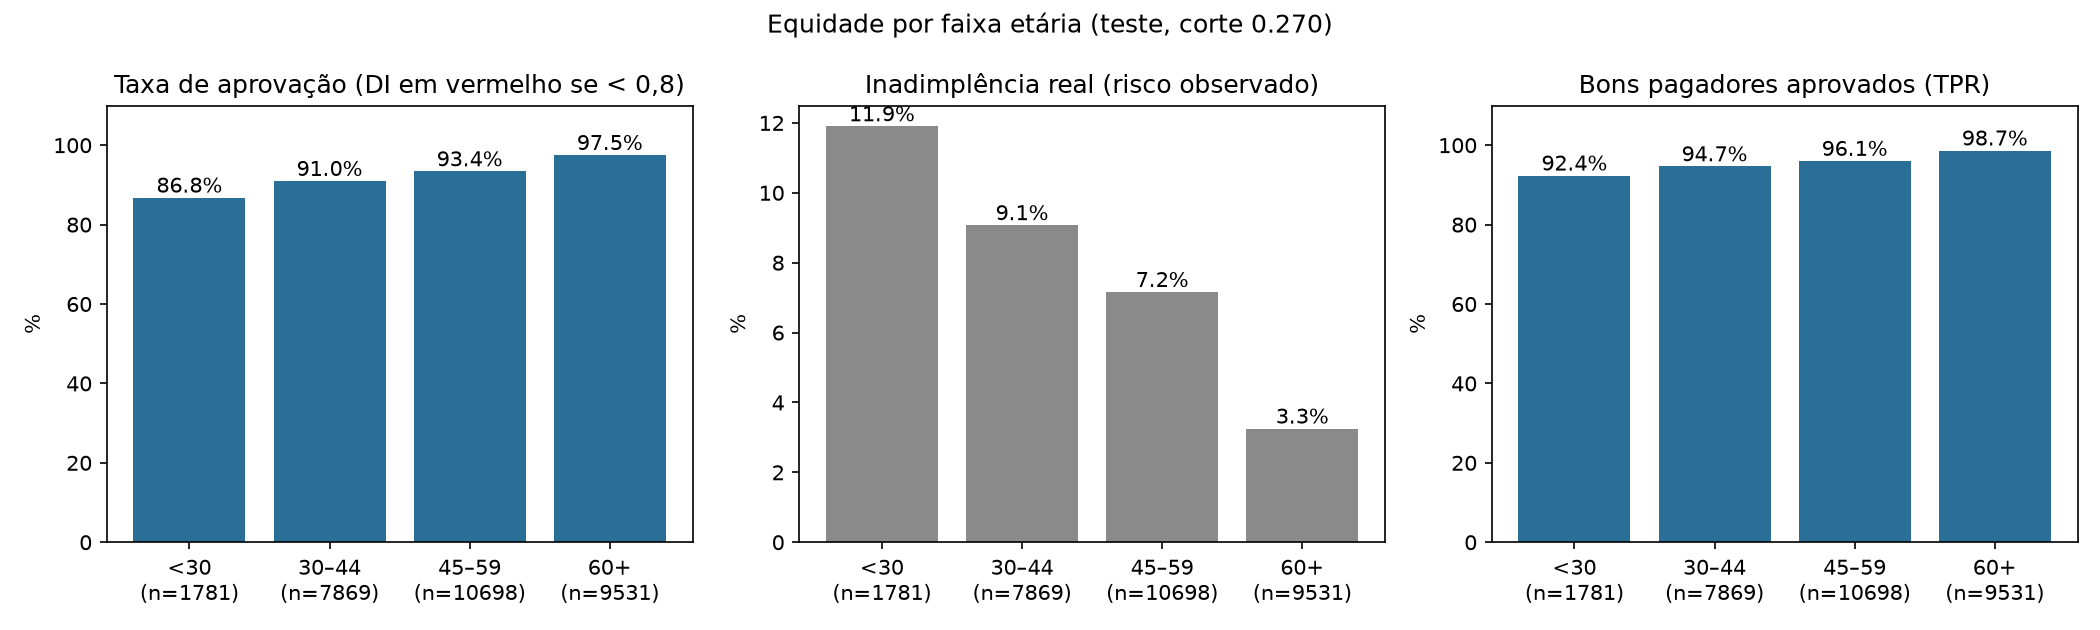 Equidade por faixa etária (teste, corte 0.270)
Taxa de aprovação (DI em vermelho se < 0,8)
%
100
80
60
40
20
0
86.8%
91.0%
93.4%
97.5%
<30
(n=1781)
30–44
(n=7869)
45–59
(n=10698)
60+
(n=9531)
Inadimplência real (risco observado)
%
12
10
8
6
4
2
0
11.9%
9.1%
7.2%
3.3%
<30
(n=1781)
30–44
(n=7869)
45–59
(n=10698)
60+
(n=9531)
Bons pagadores aprovados (TPR)
%
100
80
60
40
20
0
92.4%
94.7%
96.1%
98.7%
<30
(n=1781)
30–44
(n=7869)
45–59
(n=10698)
60+
(n=9531)